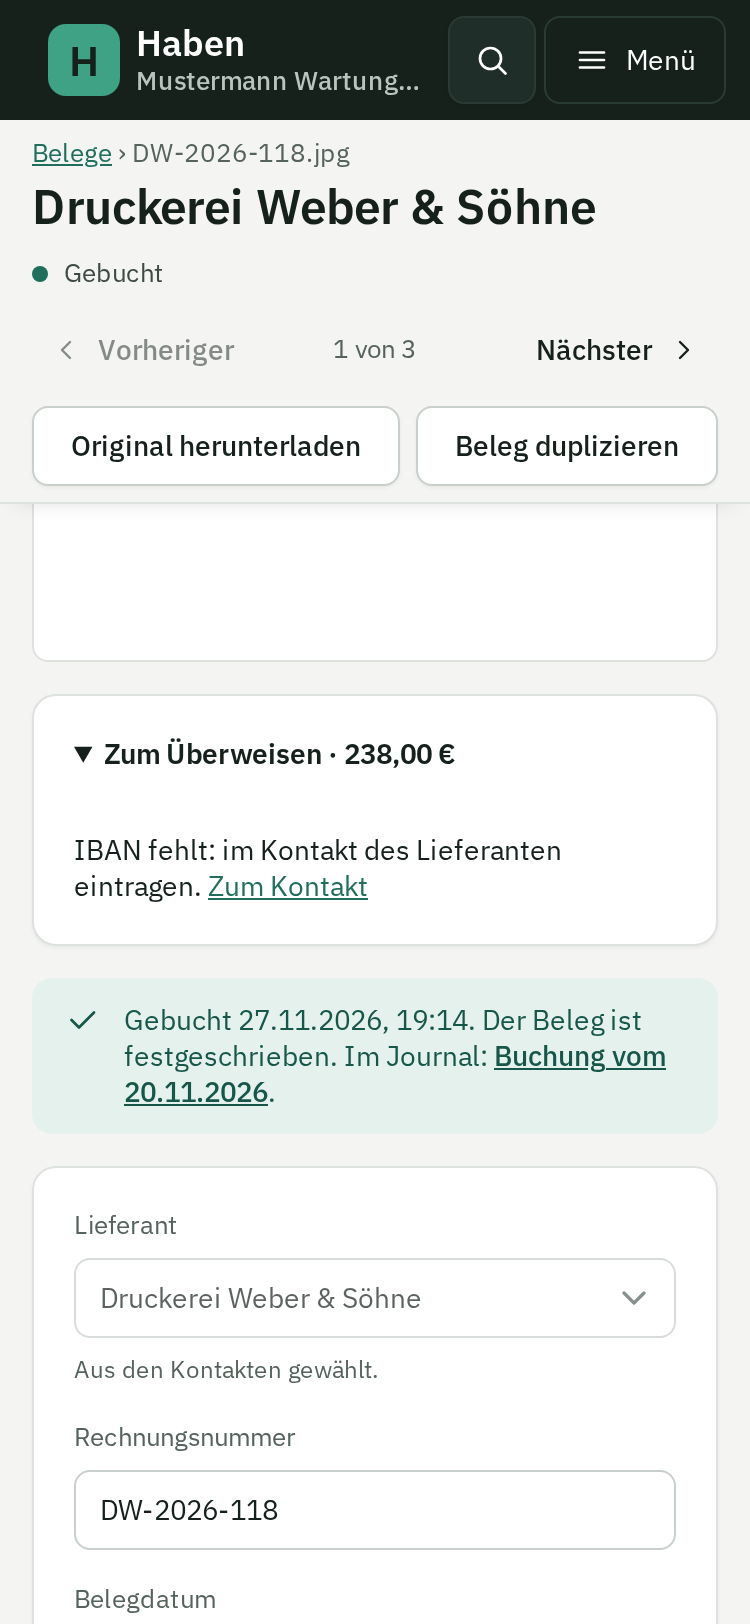 H
Haben
Mustermann Wartung...
Menü
Belege › DW-2026-118.jpg
Druckerei Weber & Söhne
Gebucht
Vorheriger
1 von 3
Nächster
Original herunterladen
Beleg duplizieren
Zum Überweisen · 238,00 €
IBAN fehlt: im Kontakt des Lieferanten
eintragen. Zum Kontakt
Gebucht 27.11.2026, 19:14. Der Beleg ist
festgeschrieben. Im Journal: Buchung vom
20.11.2026.
Lieferant
Druckerei Weber & Söhne
Aus den Kontakten gewählt.
Rechnungsnummer
DW-2026-118
Belegdatum